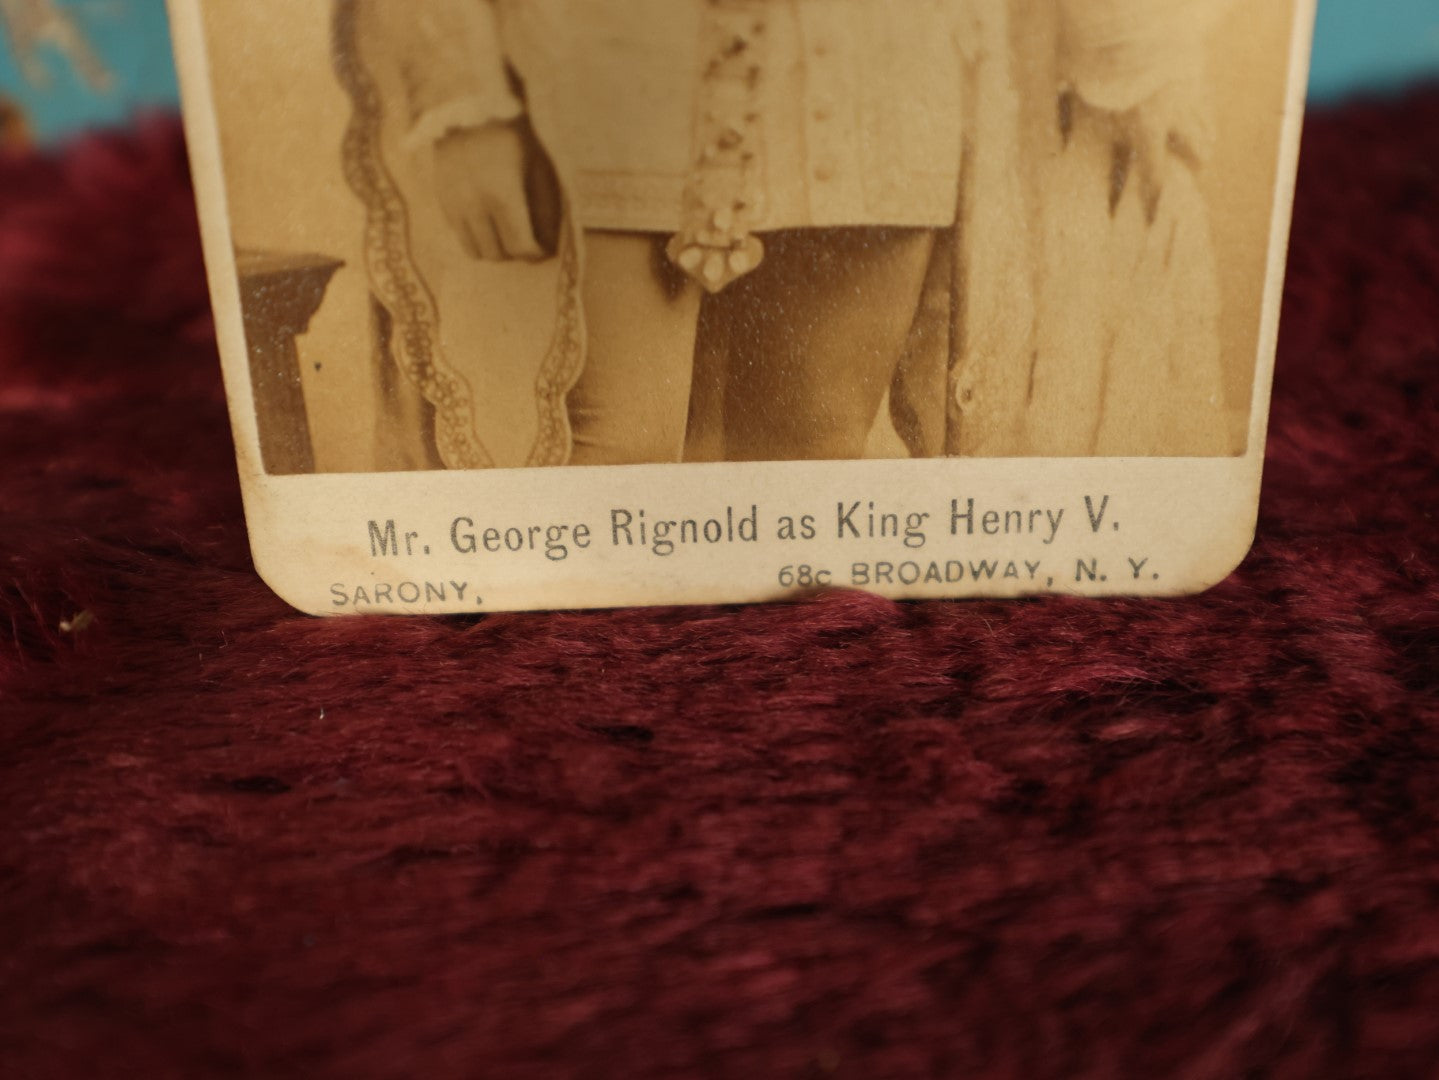 Mr. George Rignold as King Henry V.
SARONY, 68c BROADWAY, N. Y.